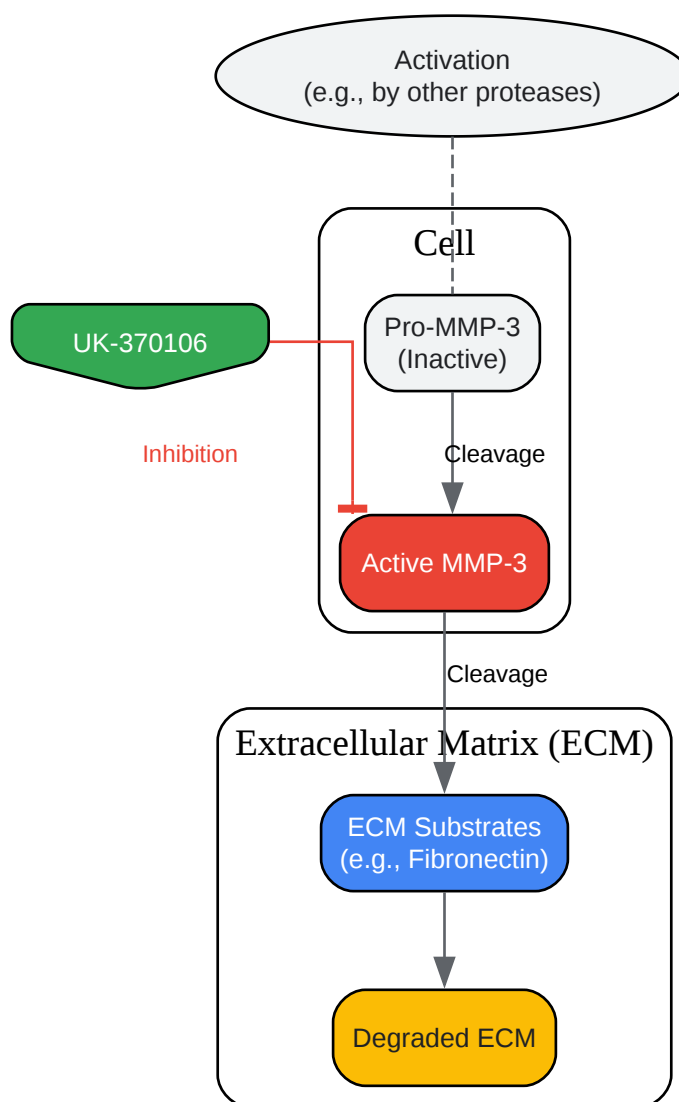 Activation
(e.g., by other proteases)
Cell
Pro-MMP-3
(Inactive)
UK-370106
Inhibition
Cleavage
Active MMP-3
Cleavage
Extracellular Matrix (ECM)
ECM Substrates
(e.g., Fibronectin)
Degraded ECM